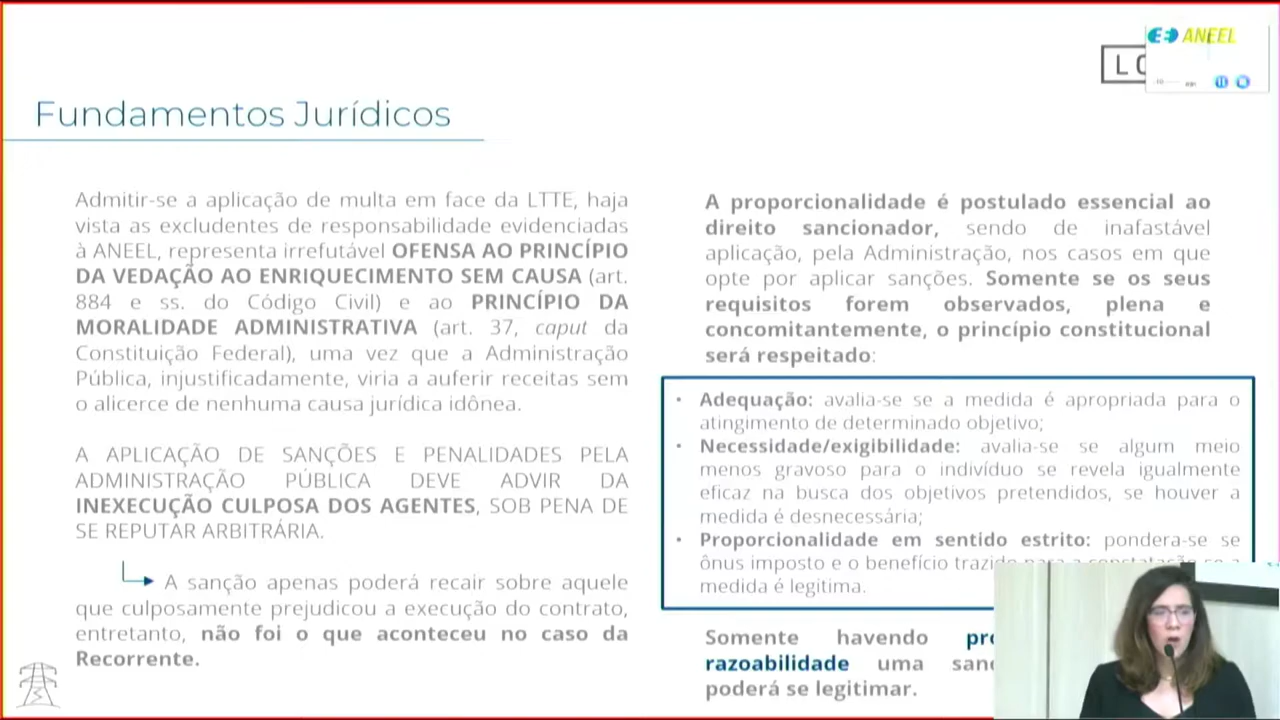 ANEEL
Fundamentos Jurídicos
Admitir-se a aplicação de multa em face da LTTE, haja
vista as excludentes de responsabilidade evidenciadas
à ANEEL, representa irrefutável OFENSA AO PRINCÍPIO
DA VEDAÇÃO AO ENRIQUECIMENTO SEM CAUSA (art.
884 e ss. do Código Civil) e ao PRINCÍPIO DA
MORALIDADE ADMINISTRATIVA (art. 37, caput da
Constituição Federal), uma vez que a Administração
Pública, injustificadamente, viria a auferir receitas sem
o alicerce de nenhuma causa jurídica idônea.
A APLICAÇÃO DE SANÇÕES E PENALIDADES PELA
ADMINISTRAÇÃO PÚBLICA DEVE ADVIR DA
INEXECUÇÃO CULPOSA DOS AGENTES, SOB PENA DE
SE REPUTAR ARBITRÁRIA.
A sanção apenas poderá recair sobre aquele
que culposamente prejudicou a execução do contrato,
entretanto, não foi o que aconteceu no caso da
Recorrente.
A proporcionalidade é postulado essencial ao
direito sancionador, sendo de inafastável
aplicação, pela Administração, nos casos em que
opte por aplicar sanções. Somente se os seus
requisitos forem observados, plena e
concomitantemente, o princípio constitucional
será respeitado:
• Adequação: avalia-se se a medida é apropriada para o
atingimento de determinado objetivo;
• Necessidade/exigibilidade: avalia-se se algum meio
menos gravoso para o indivíduo se revela igualmente
eficaz na busca dos objetivos pretendidos, se houver a
medida é desnecessária;
• Proporcionalidade em sentido estrito: pondera-se se
ônus imposto e o benefício trazido para a constatação se a
medida é legitima.
Somente havendo
razoabilidade uma
poderá se legitimar.